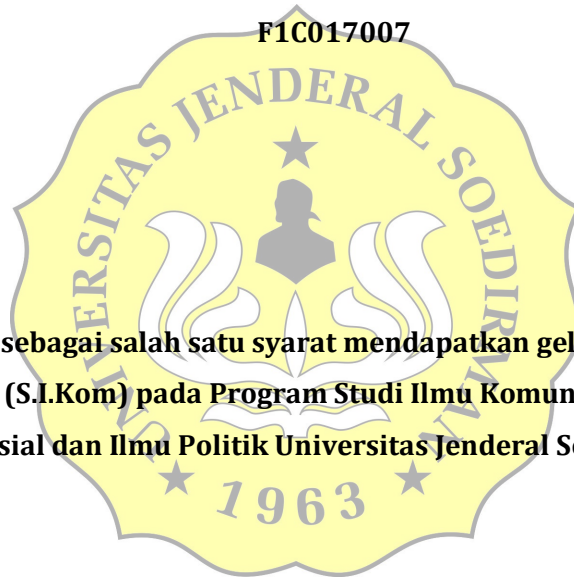 F1C017007
UNIVERSITAS JENDERAL SOEDIRMAN
sebagai salah satu syarat mendapatkan gel
(S.I.Kom) pada Program Studi Ilmu Komun
sial dan Ilmu Politik Universitas Jenderal S
1963